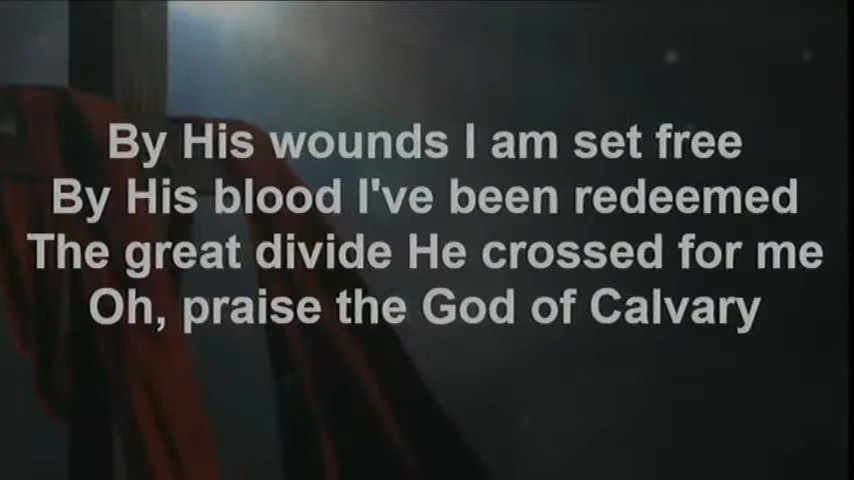 By His wounds I am set free
By His blood I've been redeemed
The great divide He crossed for me
Oh, praise the God of Calvary